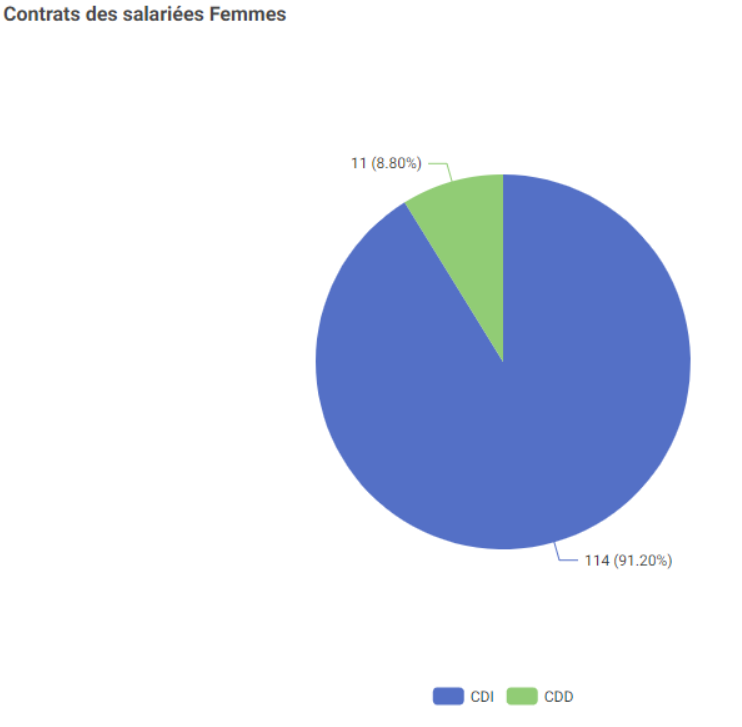 Contrats des salariées Femmes
11 (8.80%)
114 (91.20%)
CDI CDD